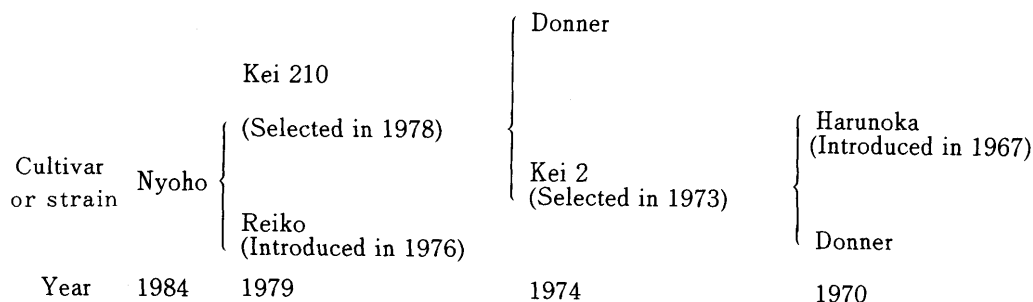 Donner
Kei 210
(Selected in 1978)
Harunoka
(Introduced in 1967)
Cultivar
or strain
Nyoho
Kei 2
(Selected in 1973)
Reiko
(Introduced in 1976)
Donner
Year 1984 1979 1974 1970